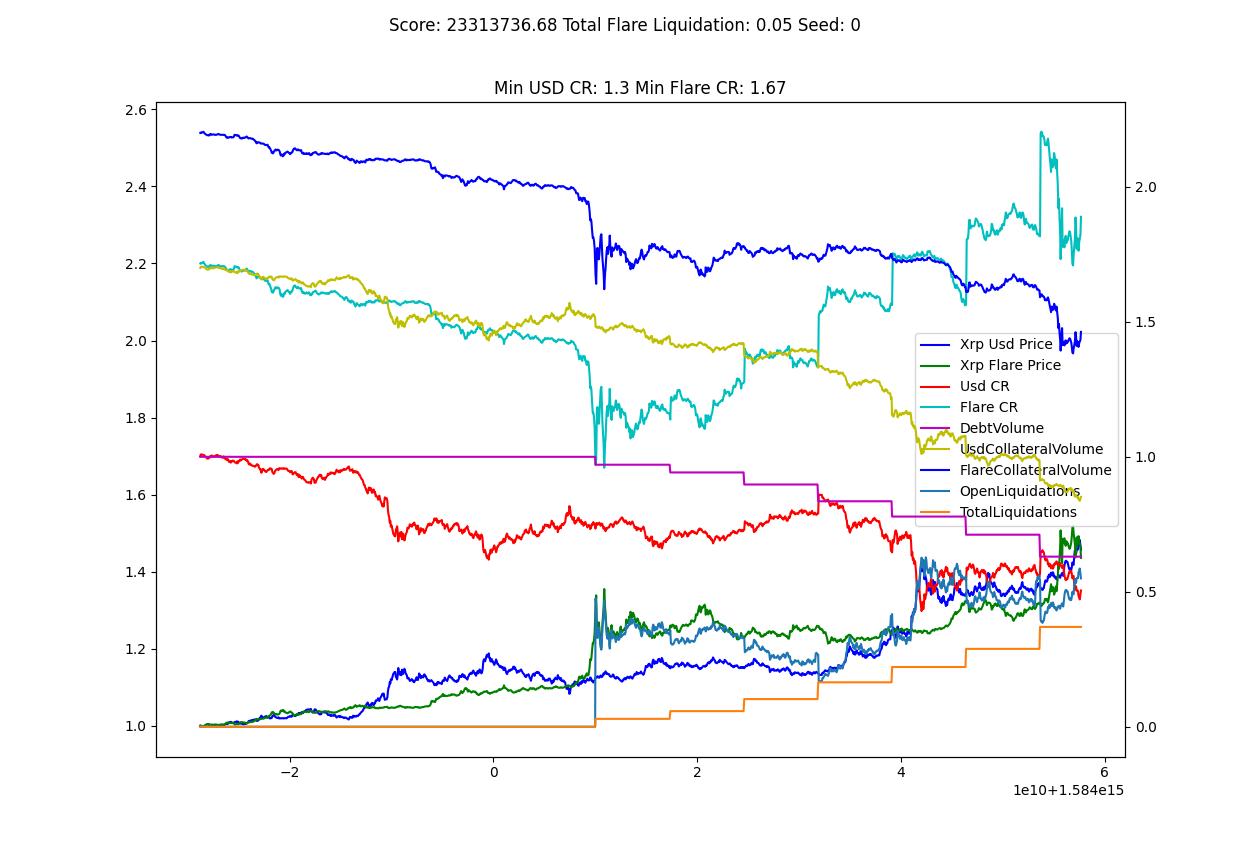 Score: 23313736.68 Total Flare Liquidation: 0.05 Seed: 0
Min USD CR: 1.3 Min Flare CR: 1.67
2.6
2.4
2.2
2.0
1.8
1.6
1.4
1.2
1.0
2.0
1.5
1.0
0.5
0.0
Xrp Usd Price
Xrp Flare Price
Usd CR
Flare CR
DebtVolume
UsdCollateralVolume
FlareCollateralVolume
OpenLiquidations
TotalLiquidations
−2 0 2 4 6
1e10+1.584e15